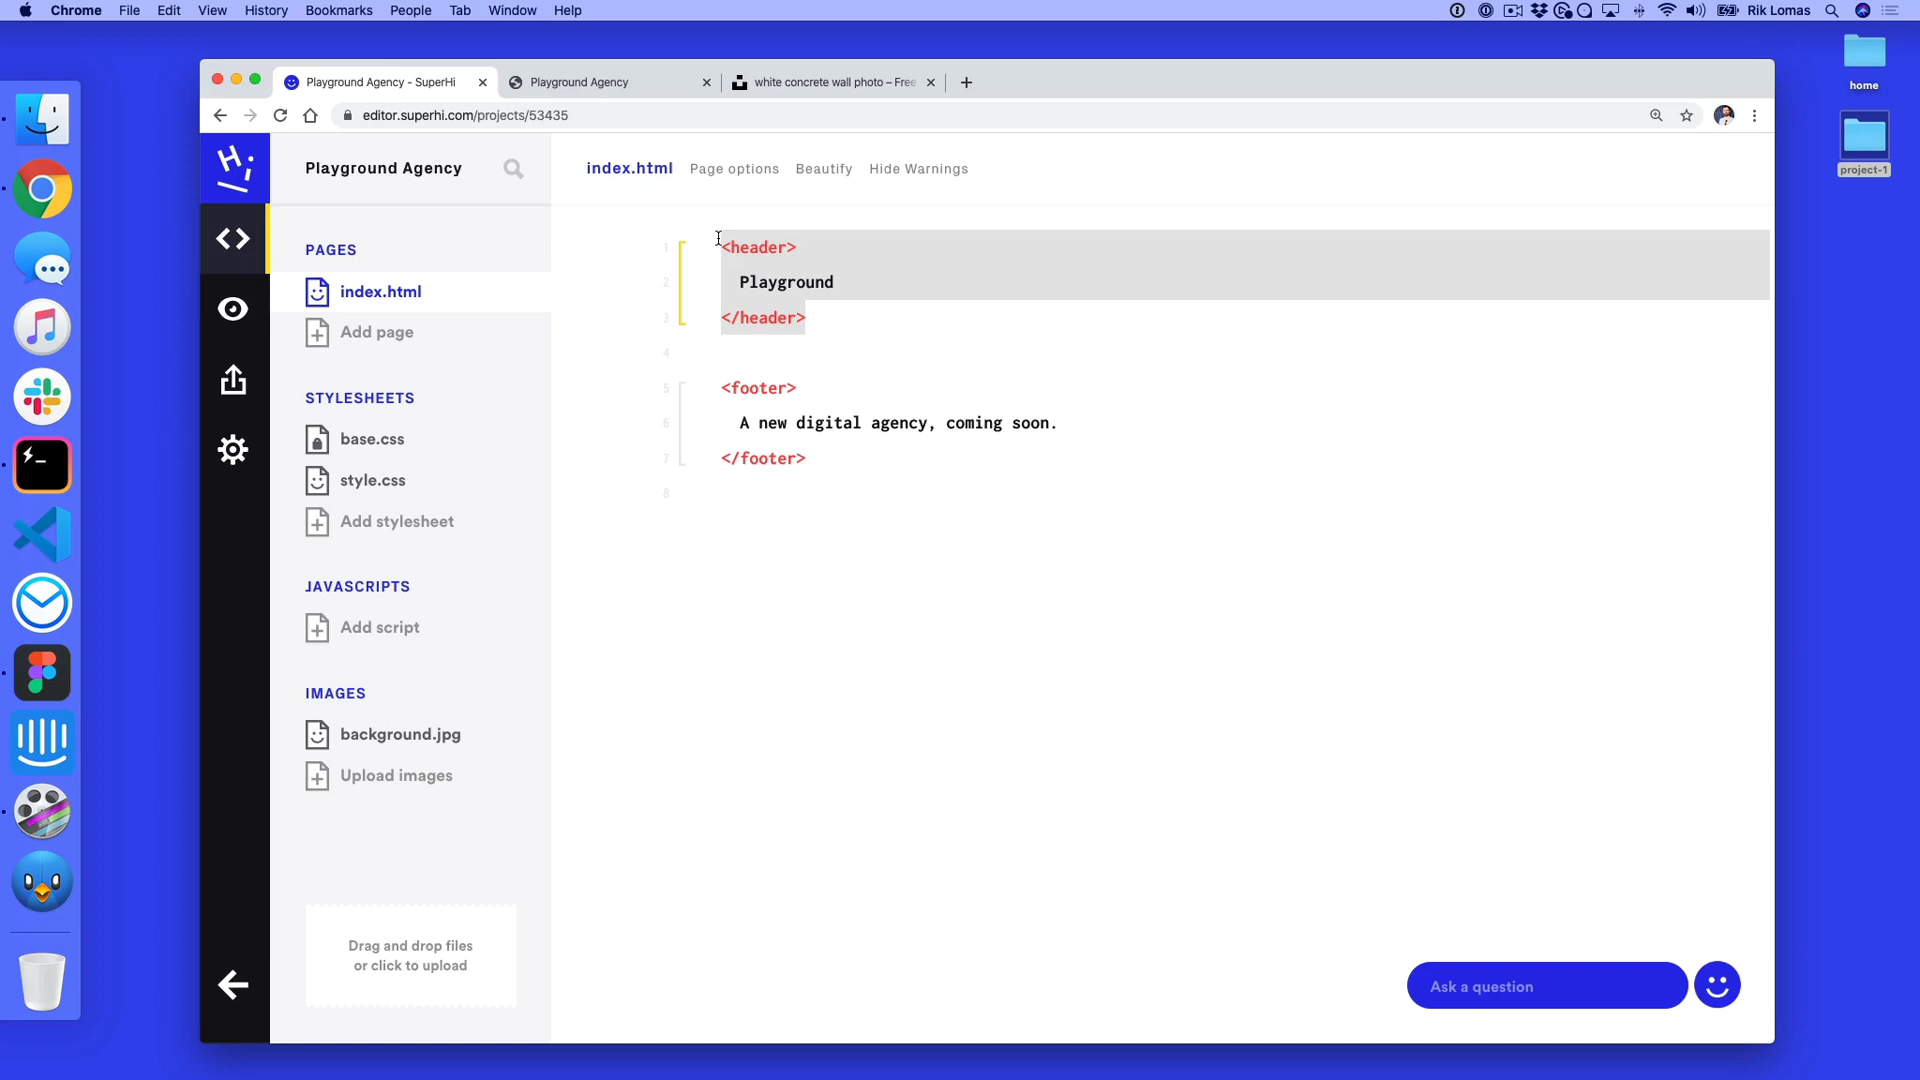 Chrome File Edit View History Bookmarks People Tab Window Help
Rik Lomas
home
project-1
Playground Agency - SuperHi
Playground Agency
white concrete wall photo – Free
editor.superhi.com/projects/53435
Hi
Playground Agency
index.html Page options Beautify Hide Warnings
PAGES
index.html
Add page
STYLESHEETS
base.css
style.css
Add stylesheet
JAVASCRIPTS
Add script
IMAGES
background.jpg
Upload images
Drag and drop files
or click to upload
1 <header>
2 Playground
3 </header>
4
5 <footer>
6 A new digital agency, coming soon.
7 </footer>
8
Ask a question